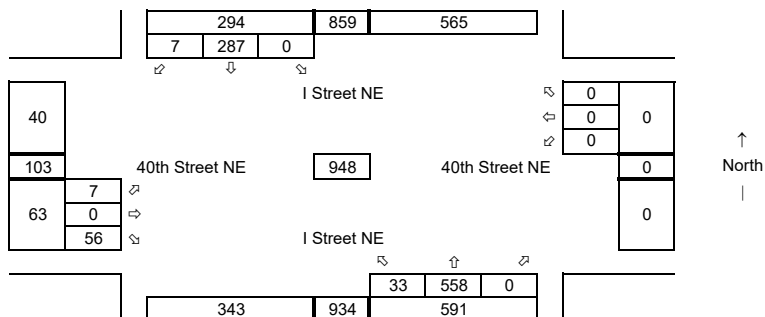 294 859 565
7 287 0
⬃ ⇩ ⬂
I Street NE
⬁ 0
40 ⇦ 0 0
⬃ 0
↑
103 40th Street NE 948 40th Street NE 0 North
|
7 ⬀
63 0 ⇨ 0
56 ⬂ I Street NE
⬁ ⇧ ⬀
33 558 0
343 934 591